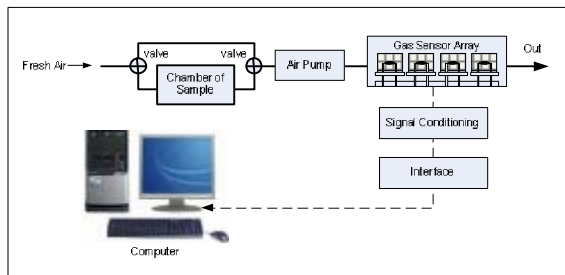 Gas Sensor Array
valve
valve
Out
Fresh Air
Air Pump
Chamber of
Sample
Signal Conditioning
Interface
Computer